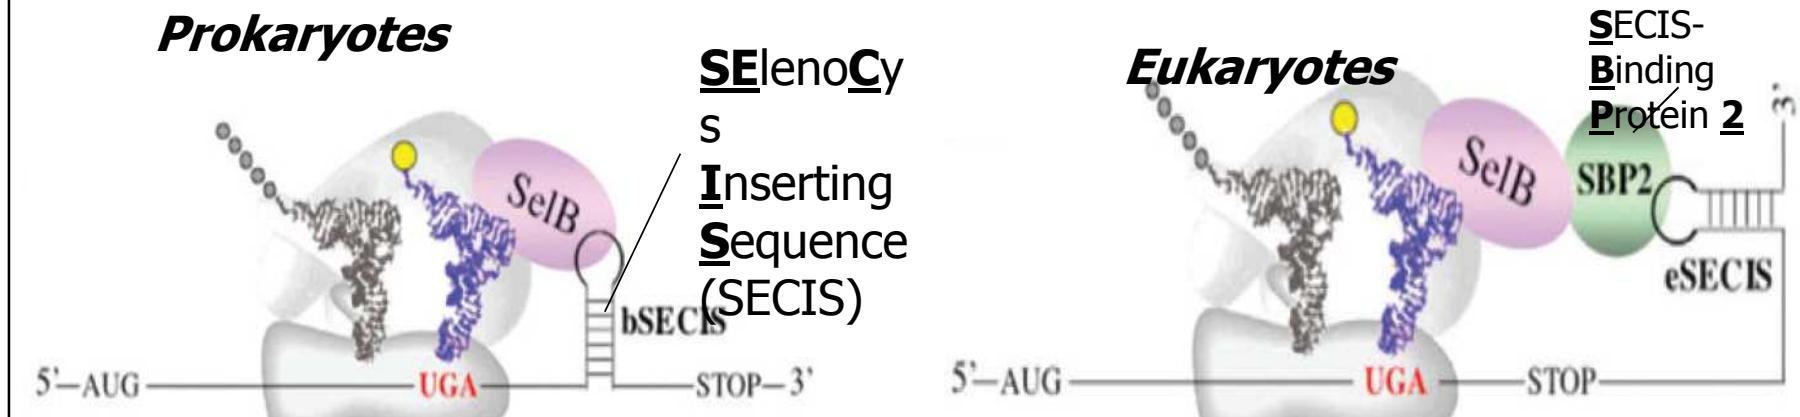 Prokaryotes
SElenoCy
s
Inserting
Sequence
(SECIS)
SelB
bSECIS
5'—AUG
UGA
STOP—3'
Eukaryotes
SECIS-
Binding
Protein 2
3'
SelB
SBP2
eSECIS
5'—AUG
UGA
STOP